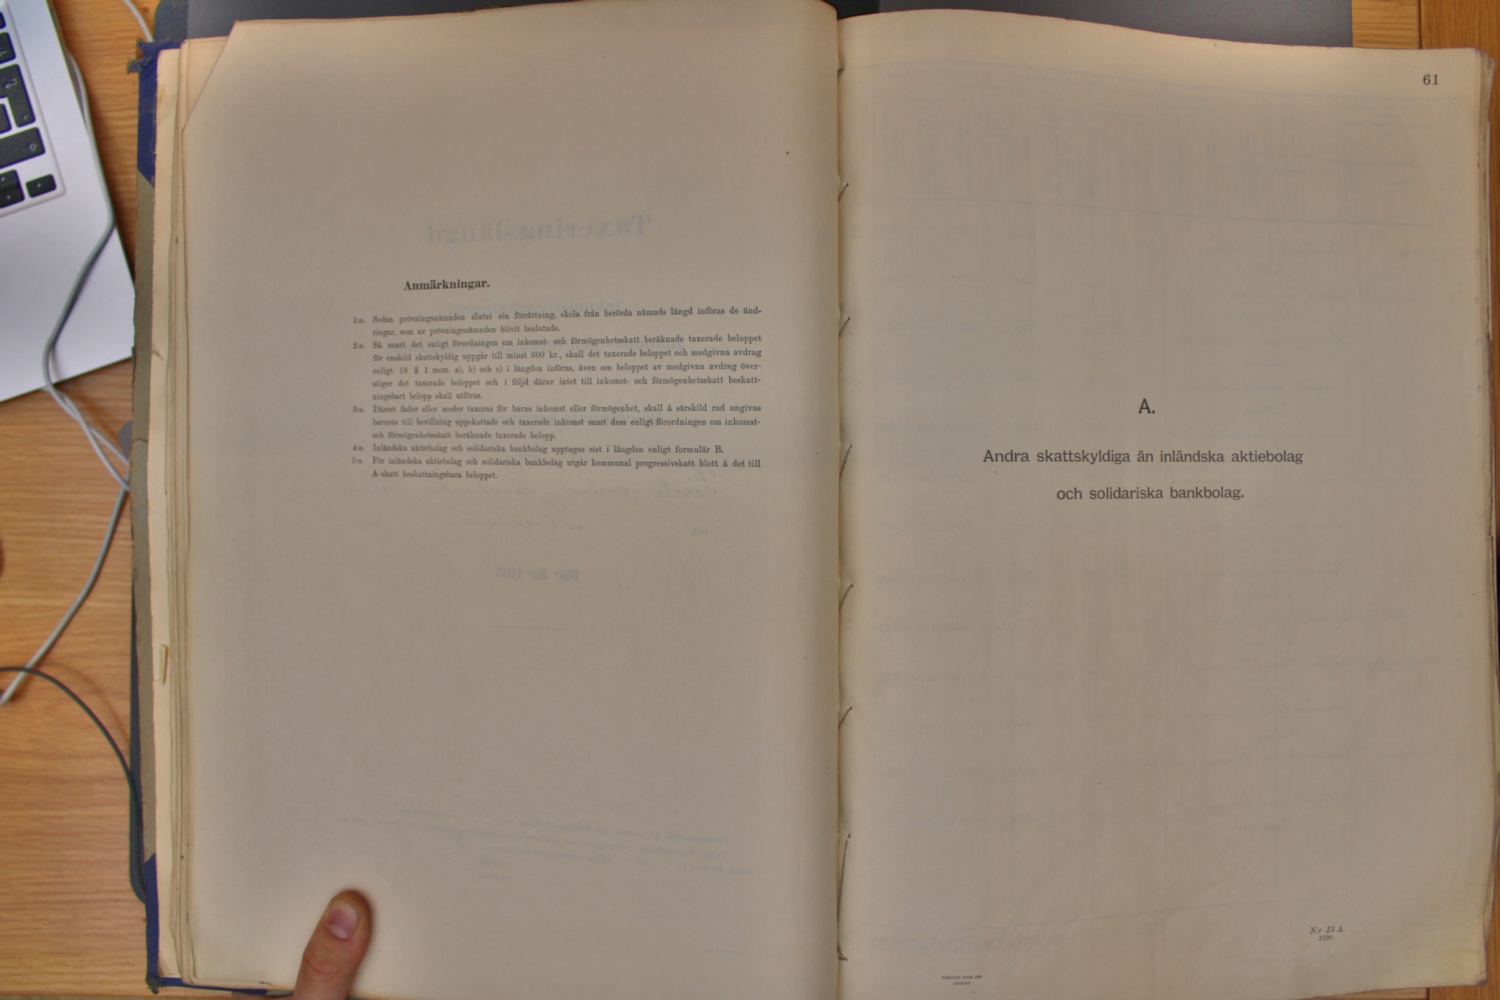 Anmärkningar.
1:o. Sedan prövningsnämnden slutat sin förrättning, skola från berörda nämnds längd införas de änd-
ringar, som av prövningsnämnden blivit beslutade.
2:o. Så snart det enligt förordningen om inkomst- och förmögenhetsskatt beräknade taxerade beloppet
för enskild skattskyldig uppgår till minst 600 kr., skall det taxerade beloppet och medgivna avdrag
enligt 18 § 1 mom. a), b) och c) i längden införas, även om beloppet av medgivna avdrag över-
stiger det taxerade beloppet och i följd därav intet till inkomst- och förmögenhetsskatt beskatt-
ningsbart belopp skall utföras.
3:o. Därest fader eller moder taxeras för barns inkomst eller förmögenhet, skall å särskild rad angivas
barnets till bevillning uppskattade och taxerade inkomst samt dess enligt förordningen om inkomst-
och förmögenhetsskatt beräknade taxerade belopp.
4:o. Inländska aktiebolag och solidariska bankbolag upptagas sist i längden enligt formulär B.
5:o. För inländska aktiebolag och solidariska bankbolag utgår kommunal progressivskatt blott å det till
A-skatt beskattningsbara beloppet.
61
A.
Andra skattskyldiga än inländska aktiebolag
och solidariska bankbolag.
N:r 13 A.
1920.